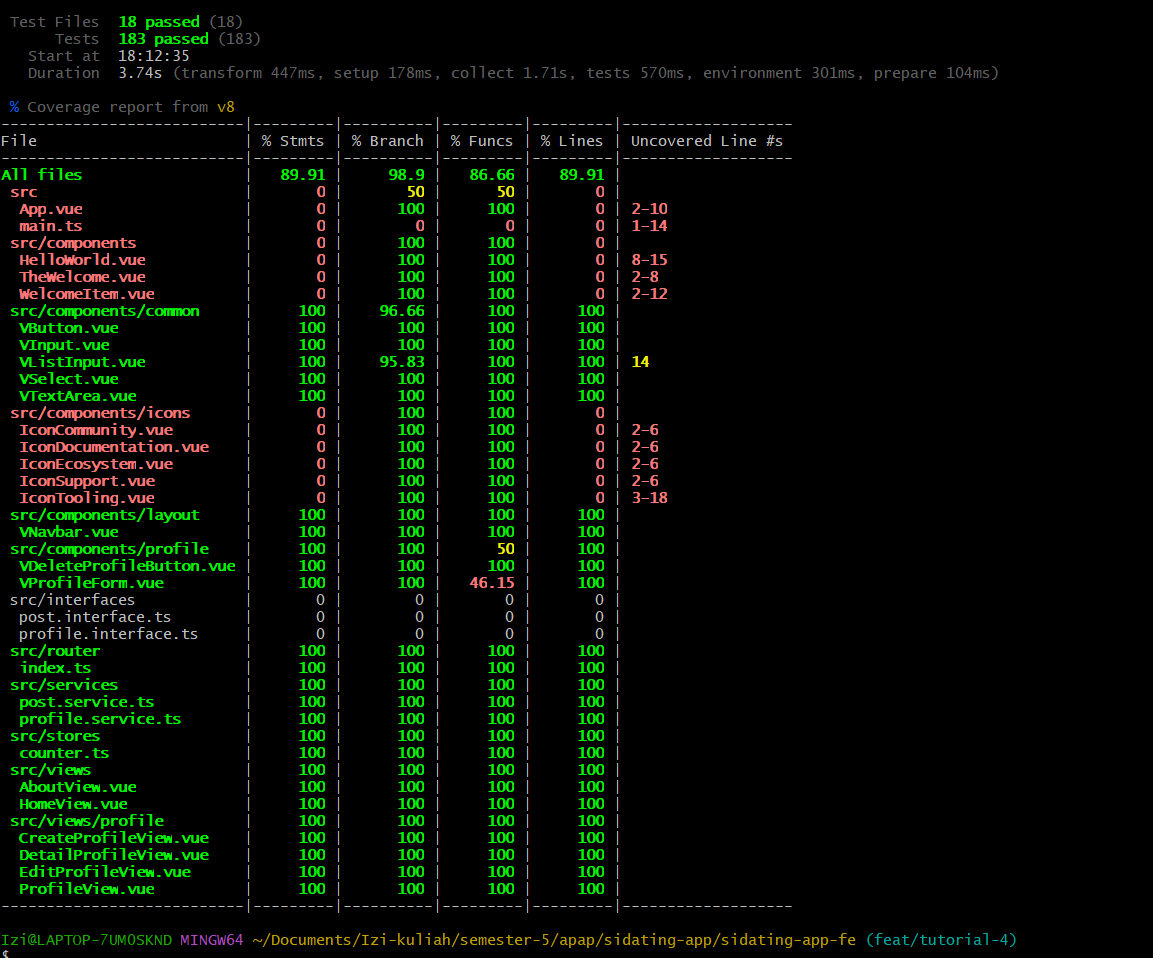 Test Files  18 passed (18)
Tests  183 passed (183)
Start at  18:12:35
Duration  3.74s (transform 447ms, setup 178ms, collect 1.71s, tests 570ms, environment 301ms, prepare 104ms)
% Coverage report from v8
---------------------------|---------|----------|---------|---------|-------------------
File                       | % Stmts | % Branch | % Funcs | % Lines | Uncovered Line #s
---------------------------|---------|----------|---------|---------|-------------------
All files                  |   89.91 |     98.9 |   86.66 |   89.91 |
 src                       |       0 |       50 |      50 |       0 |
  App.vue                  |       0 |      100 |     100 |       0 | 2-10
  main.ts                  |       0 |        0 |       0 |       0 | 1-14
 src/components            |       0 |      100 |     100 |       0 |
  HelloWorld.vue           |       0 |      100 |     100 |       0 | 8-15
  TheWelcome.vue           |       0 |      100 |     100 |       0 | 2-8
  WelcomeItem.vue          |       0 |      100 |     100 |       0 | 2-12
 src/components/common     |     100 |    96.66 |     100 |     100 |
  VButton.vue              |     100 |      100 |     100 |     100 |
  VInput.vue               |     100 |      100 |     100 |     100 |
  VListInput.vue           |     100 |    95.83 |     100 |     100 | 14
  VSelect.vue              |     100 |      100 |     100 |     100 |
  VTextArea.vue            |     100 |      100 |     100 |     100 |
 src/components/icons      |       0 |      100 |     100 |       0 |
  IconCommunity.vue        |       0 |      100 |     100 |       0 | 2-6
  IconDocumentation.vue    |       0 |      100 |     100 |       0 | 2-6
  IconEcosystem.vue        |       0 |      100 |     100 |       0 | 2-6
  IconSupport.vue          |       0 |      100 |     100 |       0 | 2-6
  IconTooling.vue          |       0 |      100 |     100 |       0 | 3-18
 src/components/layout     |     100 |      100 |     100 |     100 |
  VNavbar.vue              |     100 |      100 |     100 |     100 |
 src/components/profile    |     100 |      100 |      50 |     100 |
  VDeleteProfileButton.vue |     100 |      100 |     100 |     100 |
  VProfileForm.vue         |     100 |      100 |   46.15 |     100 |
 src/interfaces            |       0 |        0 |       0 |       0 |
  post.interface.ts        |       0 |        0 |       0 |       0 |
  profile.interface.ts     |       0 |        0 |       0 |       0 |
 src/router                |     100 |      100 |     100 |     100 |
  index.ts                 |     100 |      100 |     100 |     100 |
 src/services              |     100 |      100 |     100 |     100 |
  post.service.ts          |     100 |      100 |     100 |     100 |
  profile.service.ts       |     100 |      100 |     100 |     100 |
 src/stores                |     100 |      100 |     100 |     100 |
  counter.ts               |     100 |      100 |     100 |     100 |
 src/views                 |     100 |      100 |     100 |     100 |
  AboutView.vue            |     100 |      100 |     100 |     100 |
  HomeView.vue             |     100 |      100 |     100 |     100 |
 src/views/profile         |     100 |      100 |     100 |     100 |
  CreateProfileView.vue    |     100 |      100 |     100 |     100 |
  DetailProfileView.vue    |     100 |      100 |     100 |     100 |
  EditProfileView.vue      |     100 |      100 |     100 |     100 |
  ProfileView.vue          |     100 |      100 |     100 |     100 |
---------------------------|---------|----------|---------|---------|-------------------
Izi@LAPTOP-7UM0SKND MINGW64 ~/Documents/Izi-kuliah/semester-5/apap/sidating-app/sidating-app-fe (feat/tutorial-4)
$